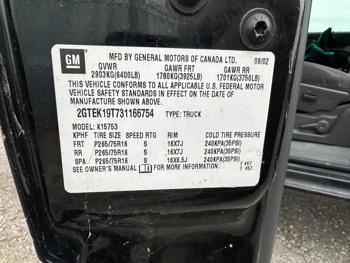 GM
MFD BY GENERAL MOTORS OF CANADA LTD. 09/02
GVWR GAWR FRT GAWR RR
2903KG(6400LB) 1780KG(3925LB) 1701KG(3750LB)
THIS VEHICLE CONFORMS TO ALL APPLICABLE U.S. FEDERAL MOTOR
VEHICLE SAFETY STANDARDS IN EFFECT ON THE DATE OF
MANUFACTURE SHOWN ABOVE.
2GTEK19T731166754 TYPE: TRUCK
MODEL: K15753
KPHF TIRE SIZE SPEED RTG RIM COLD TIRE PRESSURE
FRT P265/75R16 S 16X7J 240KPA(35PSI)
RR P265/75R16 S 16X7J 240KPA(35PSI)
SPA P265/75R16 S 16X6.5J 240KPA(35PSI)
SEE OWNER'S MANUAL FOR MORE INFORMATION